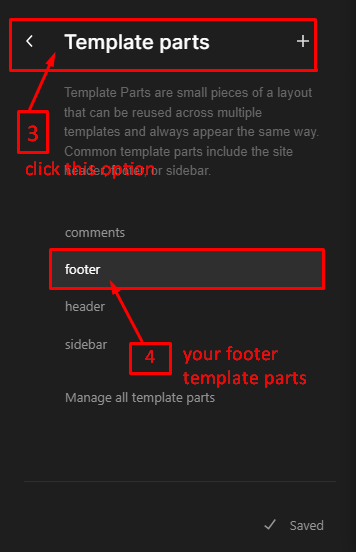 Template parts
Template Parts are small pieces of a layout
that can be reused across multiple
templates and always appear the same way.
Common template parts include the site
header, footer, or sidebar.
3
click this option
comments
footer
header
sidebar
4
your footer
template parts
Manage all template parts
Saved